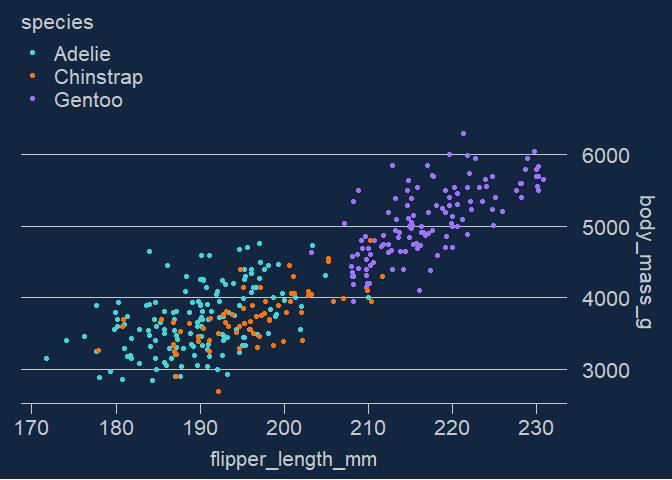 species
Adelie
Chinstrap
Gentoo
6000
5000
4000
3000
body_mass_g
170 180 190 200 210 220 230
flipper_length_mm